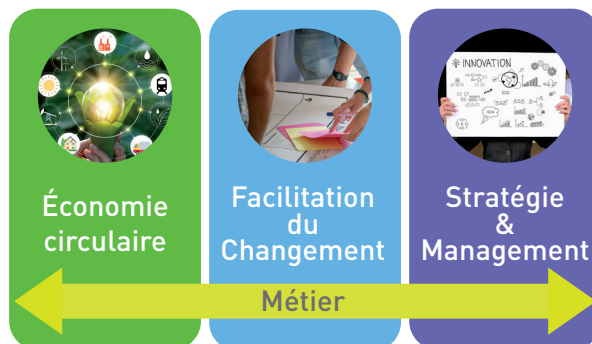 INNOVATION
Économie
circulaire
Facilitation
du
Changement
Stratégie
&
Management
Métier